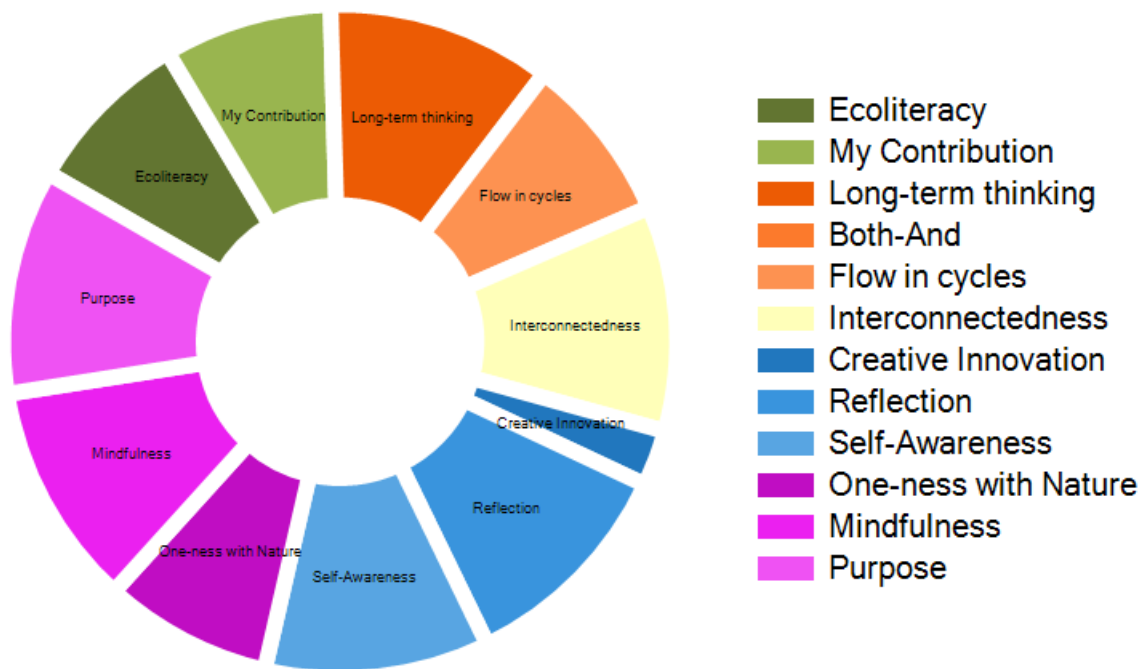 My Contribution
Long-term thinking
Ecoliteracy
Flow in cycles
Purpose
Interconnectedness
Creative Innovation
Mindfulness
Reflection
One-ness with Nature
Self-Awareness
Ecoliteracy
My Contribution
Long-term thinking
Both-And
Flow in cycles
Interconnectedness
Creative Innovation
Reflection
Self-Awareness
One-ness with Nature
Mindfulness
Purpose